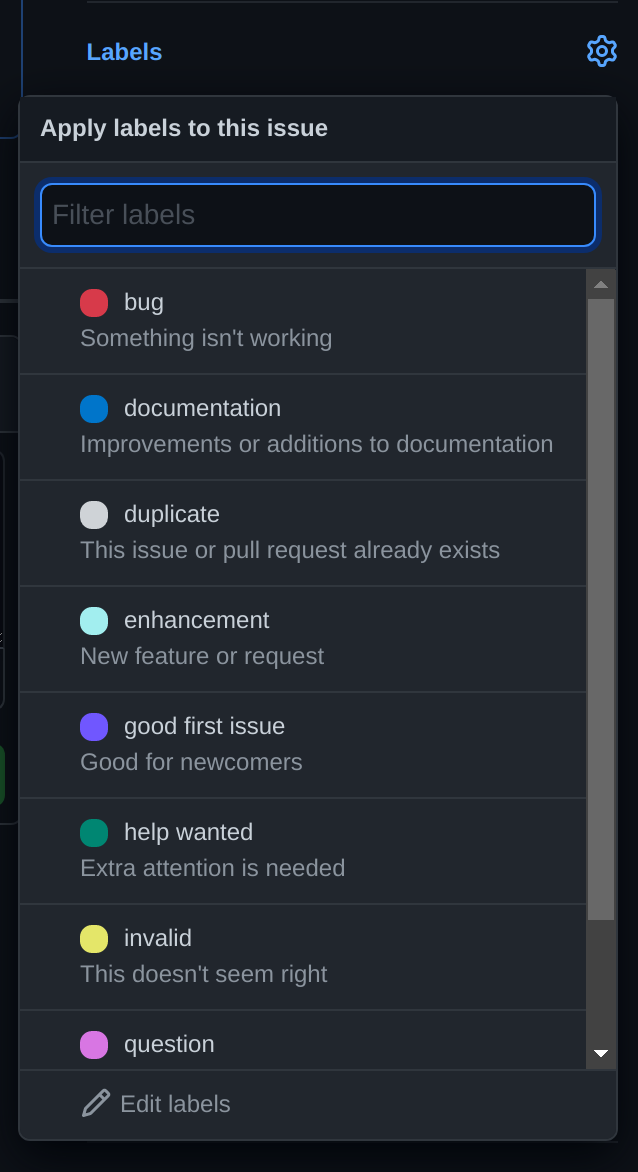 Labels
Apply labels to this issue
Filter labels
bug
Something isn't working
documentation
Improvements or additions to documentation
duplicate
This issue or pull request already exists
enhancement
New feature or request
good first issue
Good for newcomers
help wanted
Extra attention is needed
invalid
This doesn't seem right
question
Edit labels